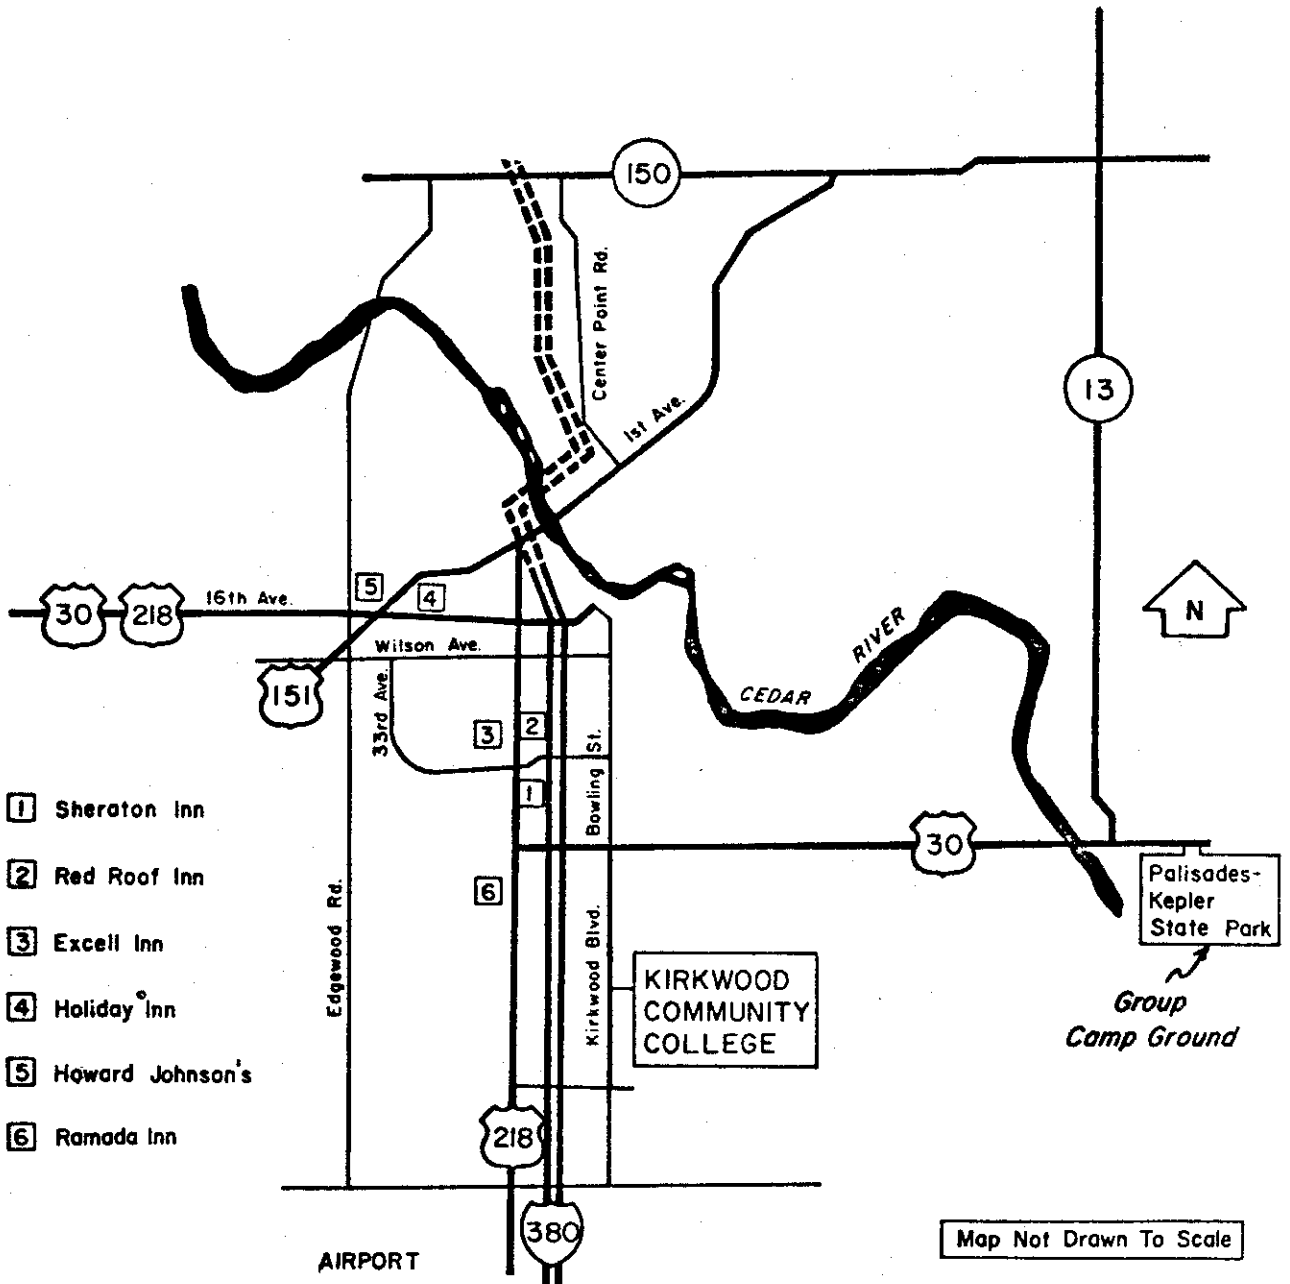 150
Center Point Rd.
1st Ave.
13
5
4
30
218
16th Ave.
N
Wilson Ave.
151
33rd Ave.
RIVER
CEDAR
3
2
1
Bowling St.
30
6
Edgewood Rd.
Kirkwood Blvd.
Palisades-
Kepler
State Park
Group
Camp Ground
KIRKWOOD
COMMUNITY
COLLEGE
1 Sheraton Inn
2 Red Roof Inn
3 Excell Inn
4 Holiday Inn
5 Howard Johnson's
6 Ramada Inn
218
380
AIRPORT
Map Not Drawn To Scale